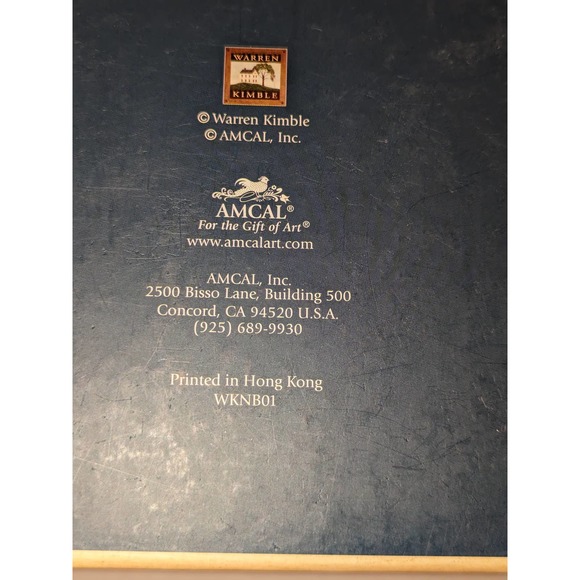 WARREN
KIMBLE
© Warren Kimble
© AMCAL, Inc.
AMCAL®
For the Gift of Art®
www.amcalart.com
AMCAL, Inc.
2500 Bisso Lane, Building 500
Concord, CA 94520 U.S.A.
(925) 689-9930
Printed in Hong Kong
WKNB01